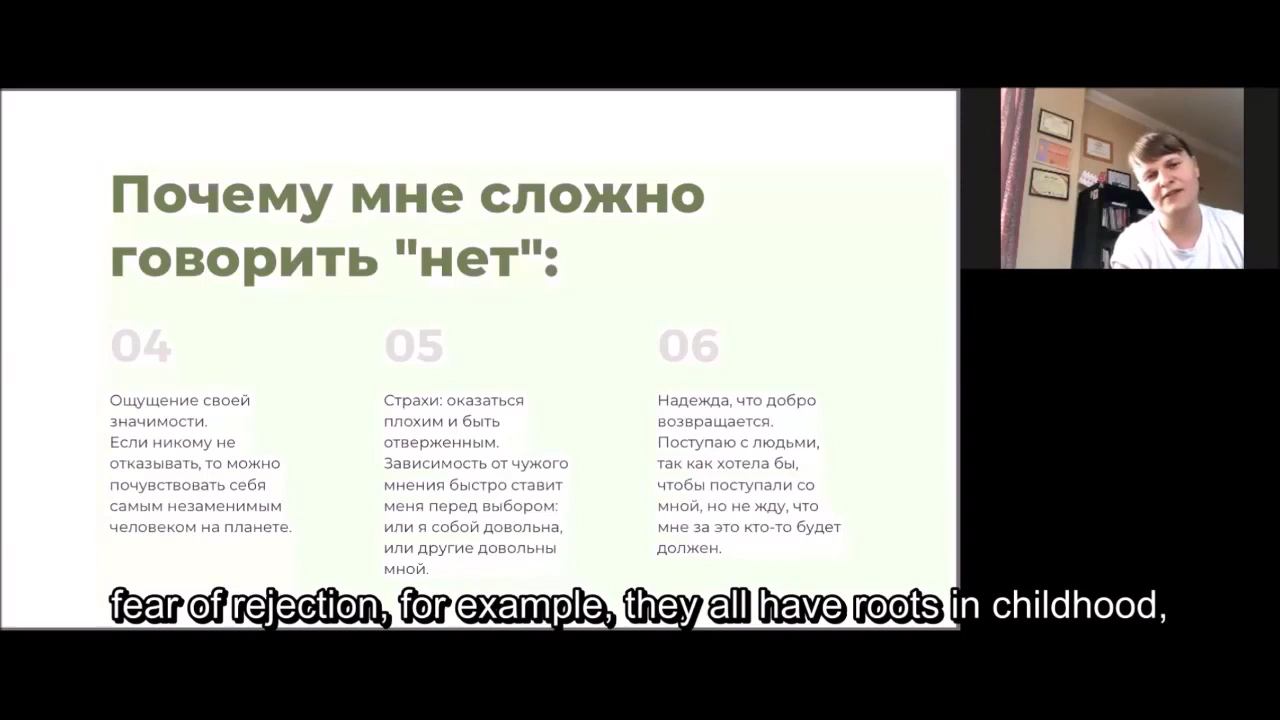 Почему мне сложно
говорить "нет":
04
Ощущение своей
значимости.
Если никому не
отказывать, то можно
почувствовать себя
самым незаменимым
человеком на планете.
05
Страхи: оказаться
плохим и быть
отверженным.
Зависимость от чужого
мнения быстро ставит
меня перед выбором:
или я собой довольна,
или другие довольны
мной.
06
Надежда, что добро
возвращается.
Поступаю с людьми,
так как хотела бы,
чтобы поступали со
мной, но не жду, что
мне за это кто-то будет
должен.
fear of rejection, for example, they all have roots in childhood,